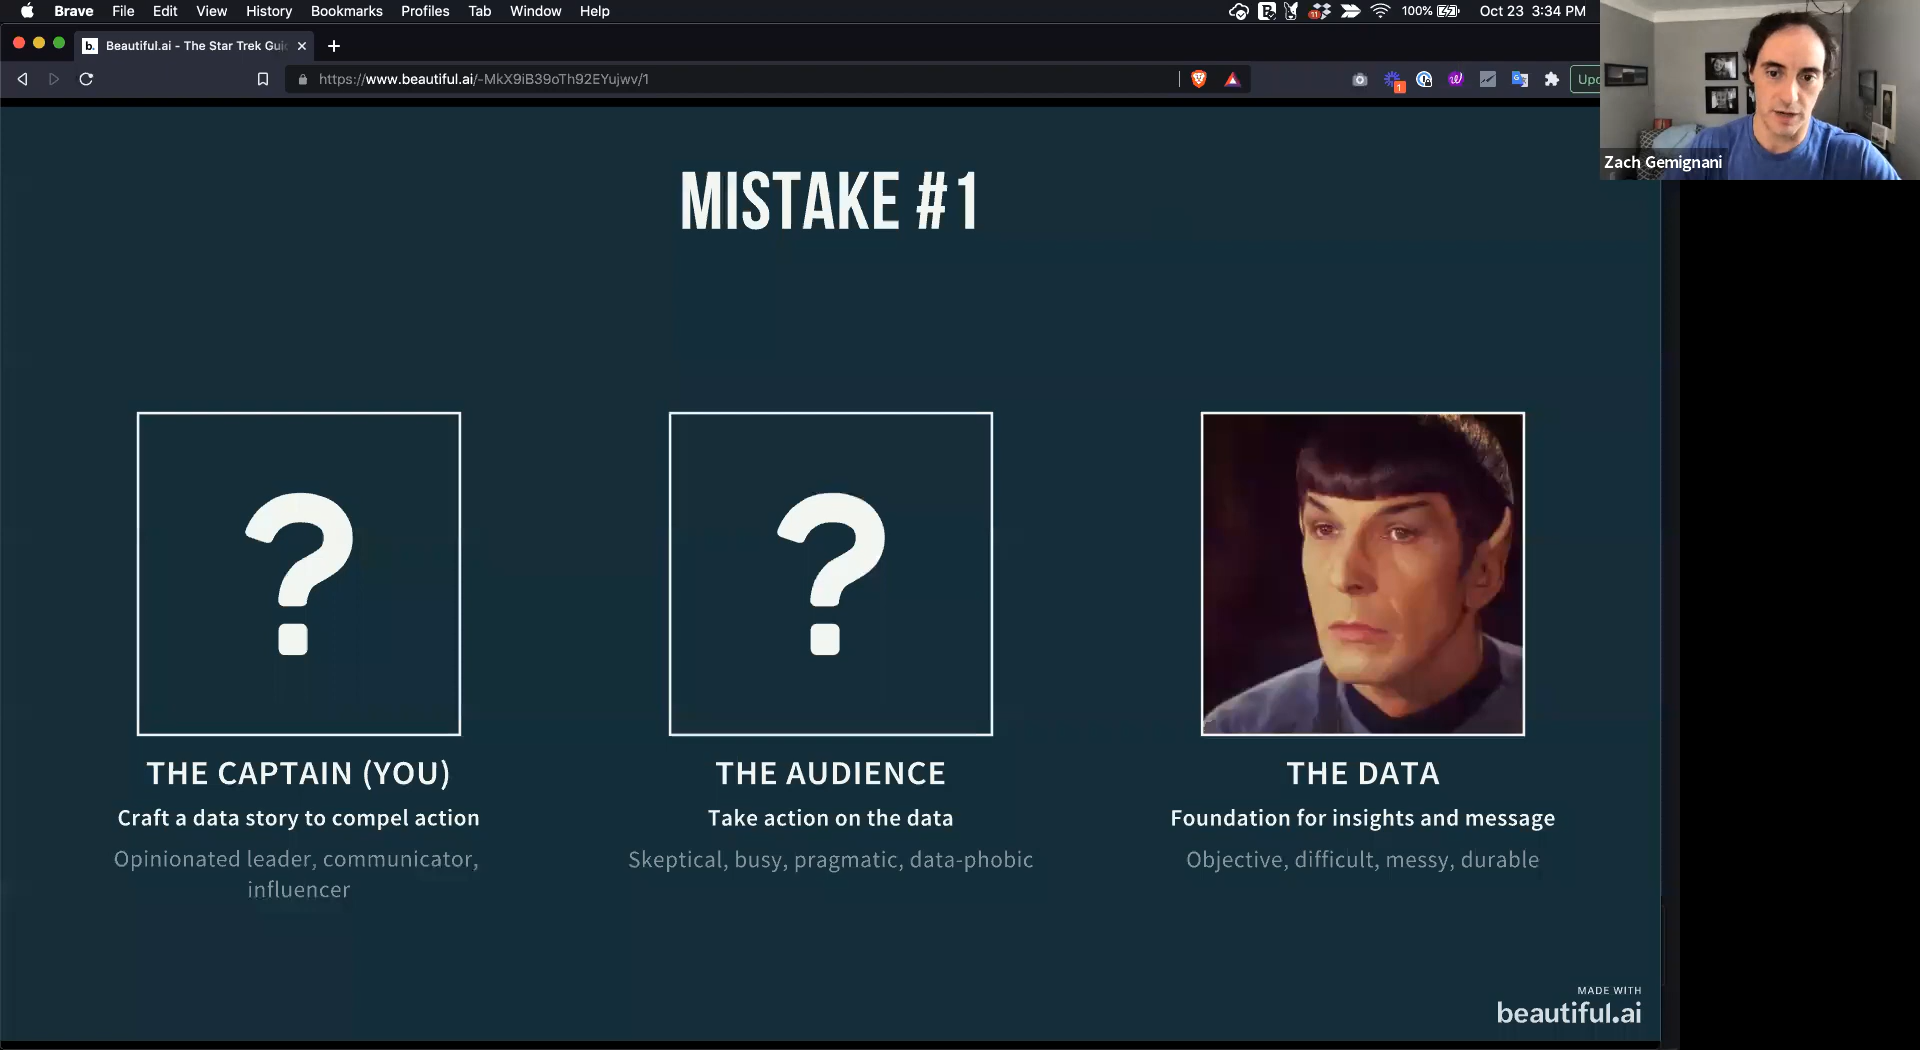 Brave File Edit View History Bookmarks Profiles Tab Window Help 11 100% Oct 23 3:34 PM
b. Beautiful.ai - The Star Trek Gui
https://www.beautiful.ai/-MkX9iB39oTh92EYujwv/1 1 Upd
Zach Gemignani
MISTAKE #1
?
?
THE CAPTAIN (YOU)
Craft a data story to compel action
Opinionated leader, communicator,
influencer
THE AUDIENCE
Take action on the data
Skeptical, busy, pragmatic, data-phobic
THE DATA
Foundation for insights and message
Objective, difficult, messy, durable
MADE WITH
beautiful.ai